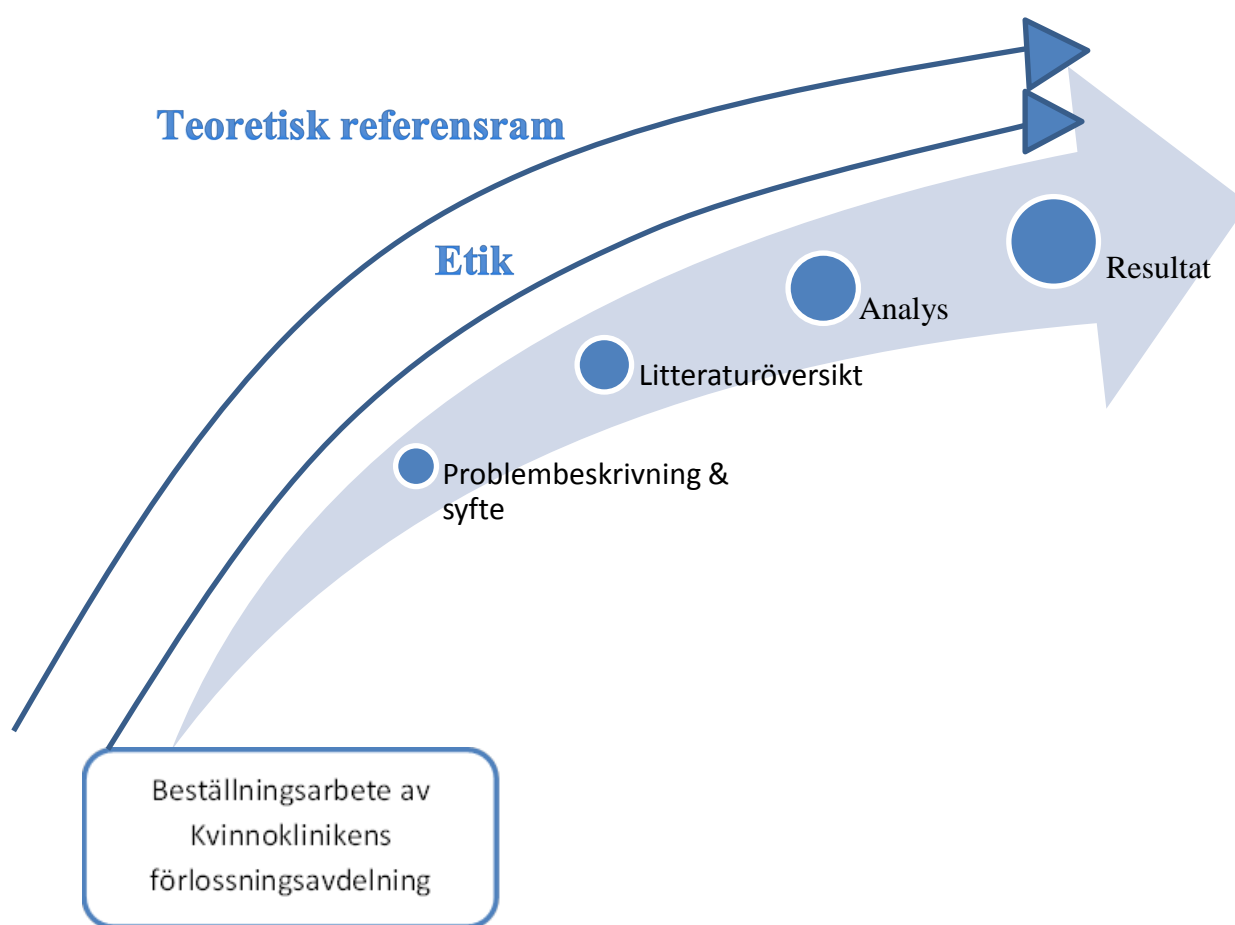 Teoretisk referensram
Etik
Resultat
Analys
Litteraturöversikt
Problembeskrivning &
syfte
Beställningsarbete av
Kvinnoklinikens
förlossningsavdelning